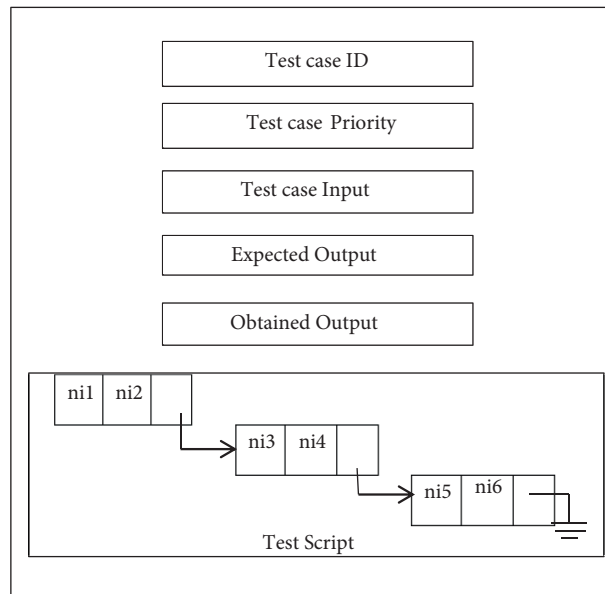 Test case ID
Test case Priority
Test case Input
Expected Output
Obtained Output
ni1 ni2
ni3 ni4
ni5 ni6
Test Script